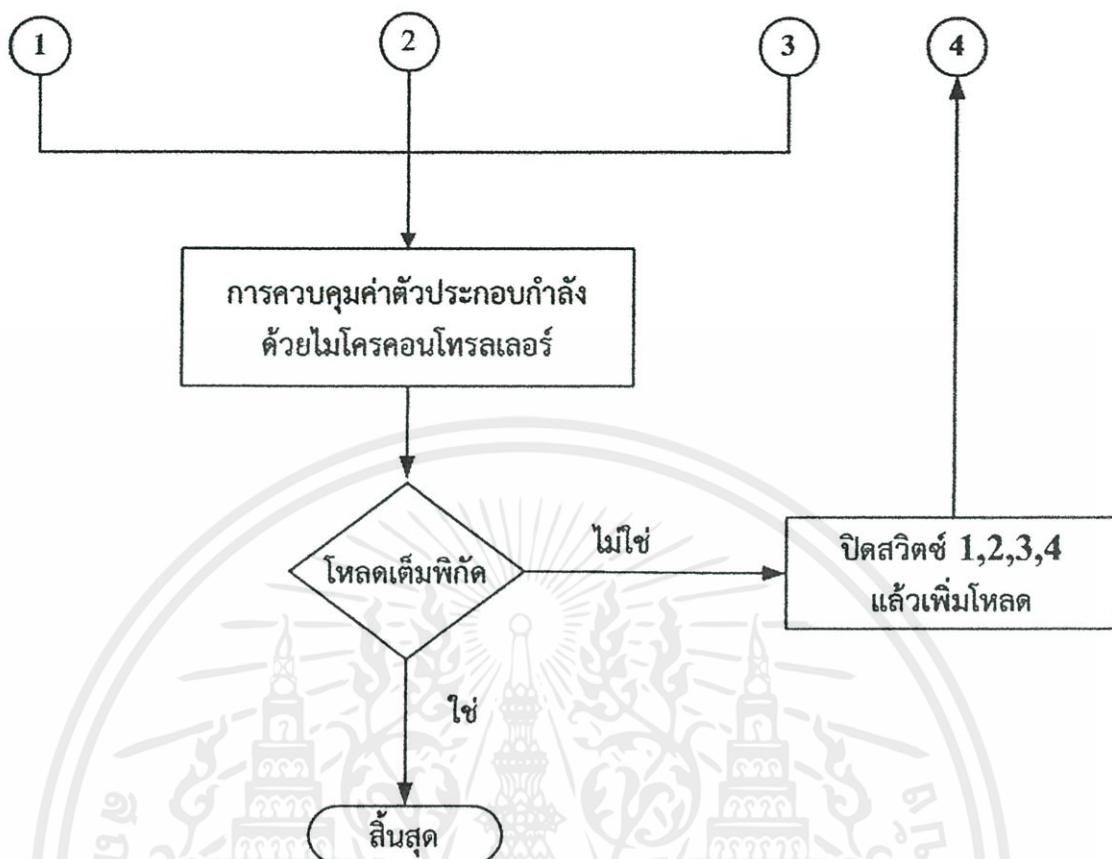 1
2
3
4
การควบคุมค่าตัวประกอบกำลัง
ด้วยไมโครคอนโทรลเลอร์
โหลดเต็มพิกัด
ไม่ใช่
ปิดสวิตซ์ 1,2,3,4
แล้วเพิ่มโหลด
ใช่
สิ้นสุด